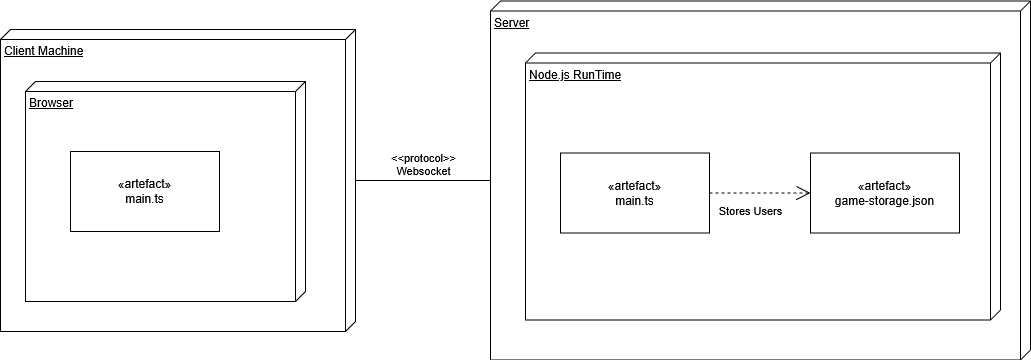 Client Machine
Browser
«artefact»
main.ts
<<protocol>>
Websocket
Server
Node.js RunTime
«artefact»
main.ts
Stores Users
«artefact»
game-storage.json